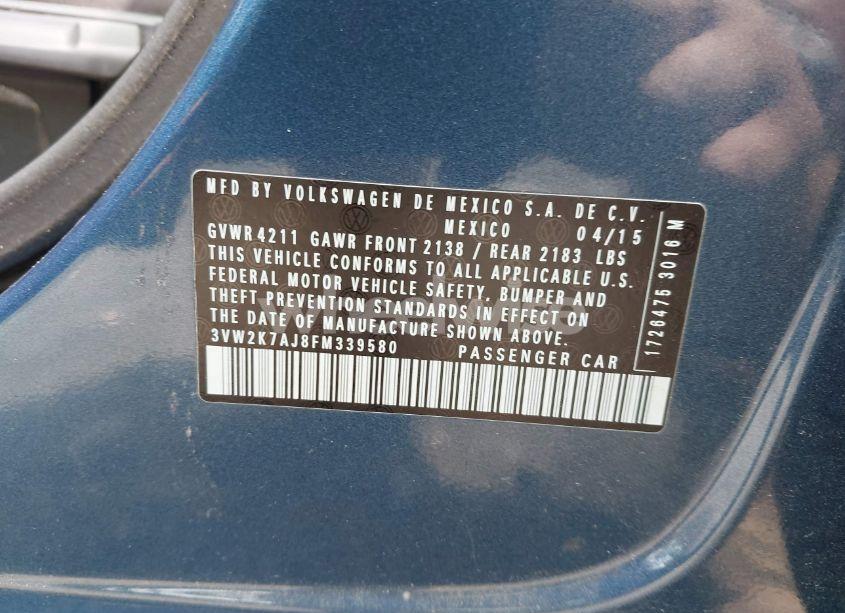 MFD BY VOLKSWAGEN DE MEXICO S.A. DE C.V.
MEXICO 04/15
GVWR 4211 GAWR FRONT 2138 / REAR 2183 LBS
THIS VEHICLE CONFORMS TO ALL APPLICABLE U.S.
FEDERAL MOTOR VEHICLE SAFETY, BUMPER AND
THEFT PREVENTION STANDARDS IN EFFECT ON
THE DATE OF MANUFACTURE SHOWN ABOVE.
3VW2K7AJ8FM339580 PASSENGER CAR
1726475 3016 M